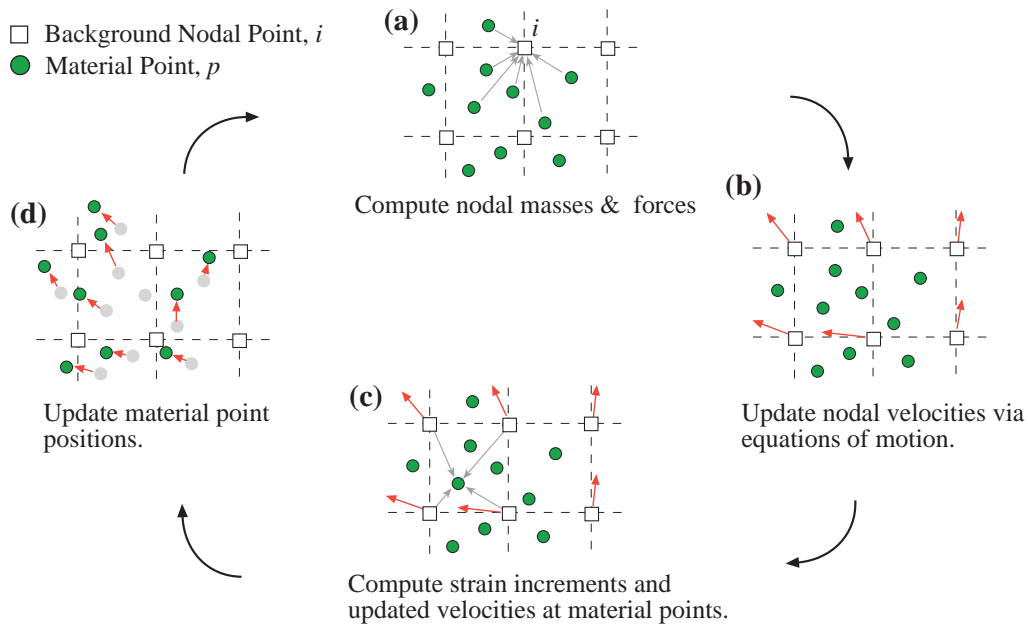 (a)
i
Background Nodal Point, i
Material Point, p
Compute nodal masses & forces
(b)
Update nodal velocities via
equations of motion.
(c)
Compute strain increments and
updated velocities at material points.
(d)
Update material point
positions.